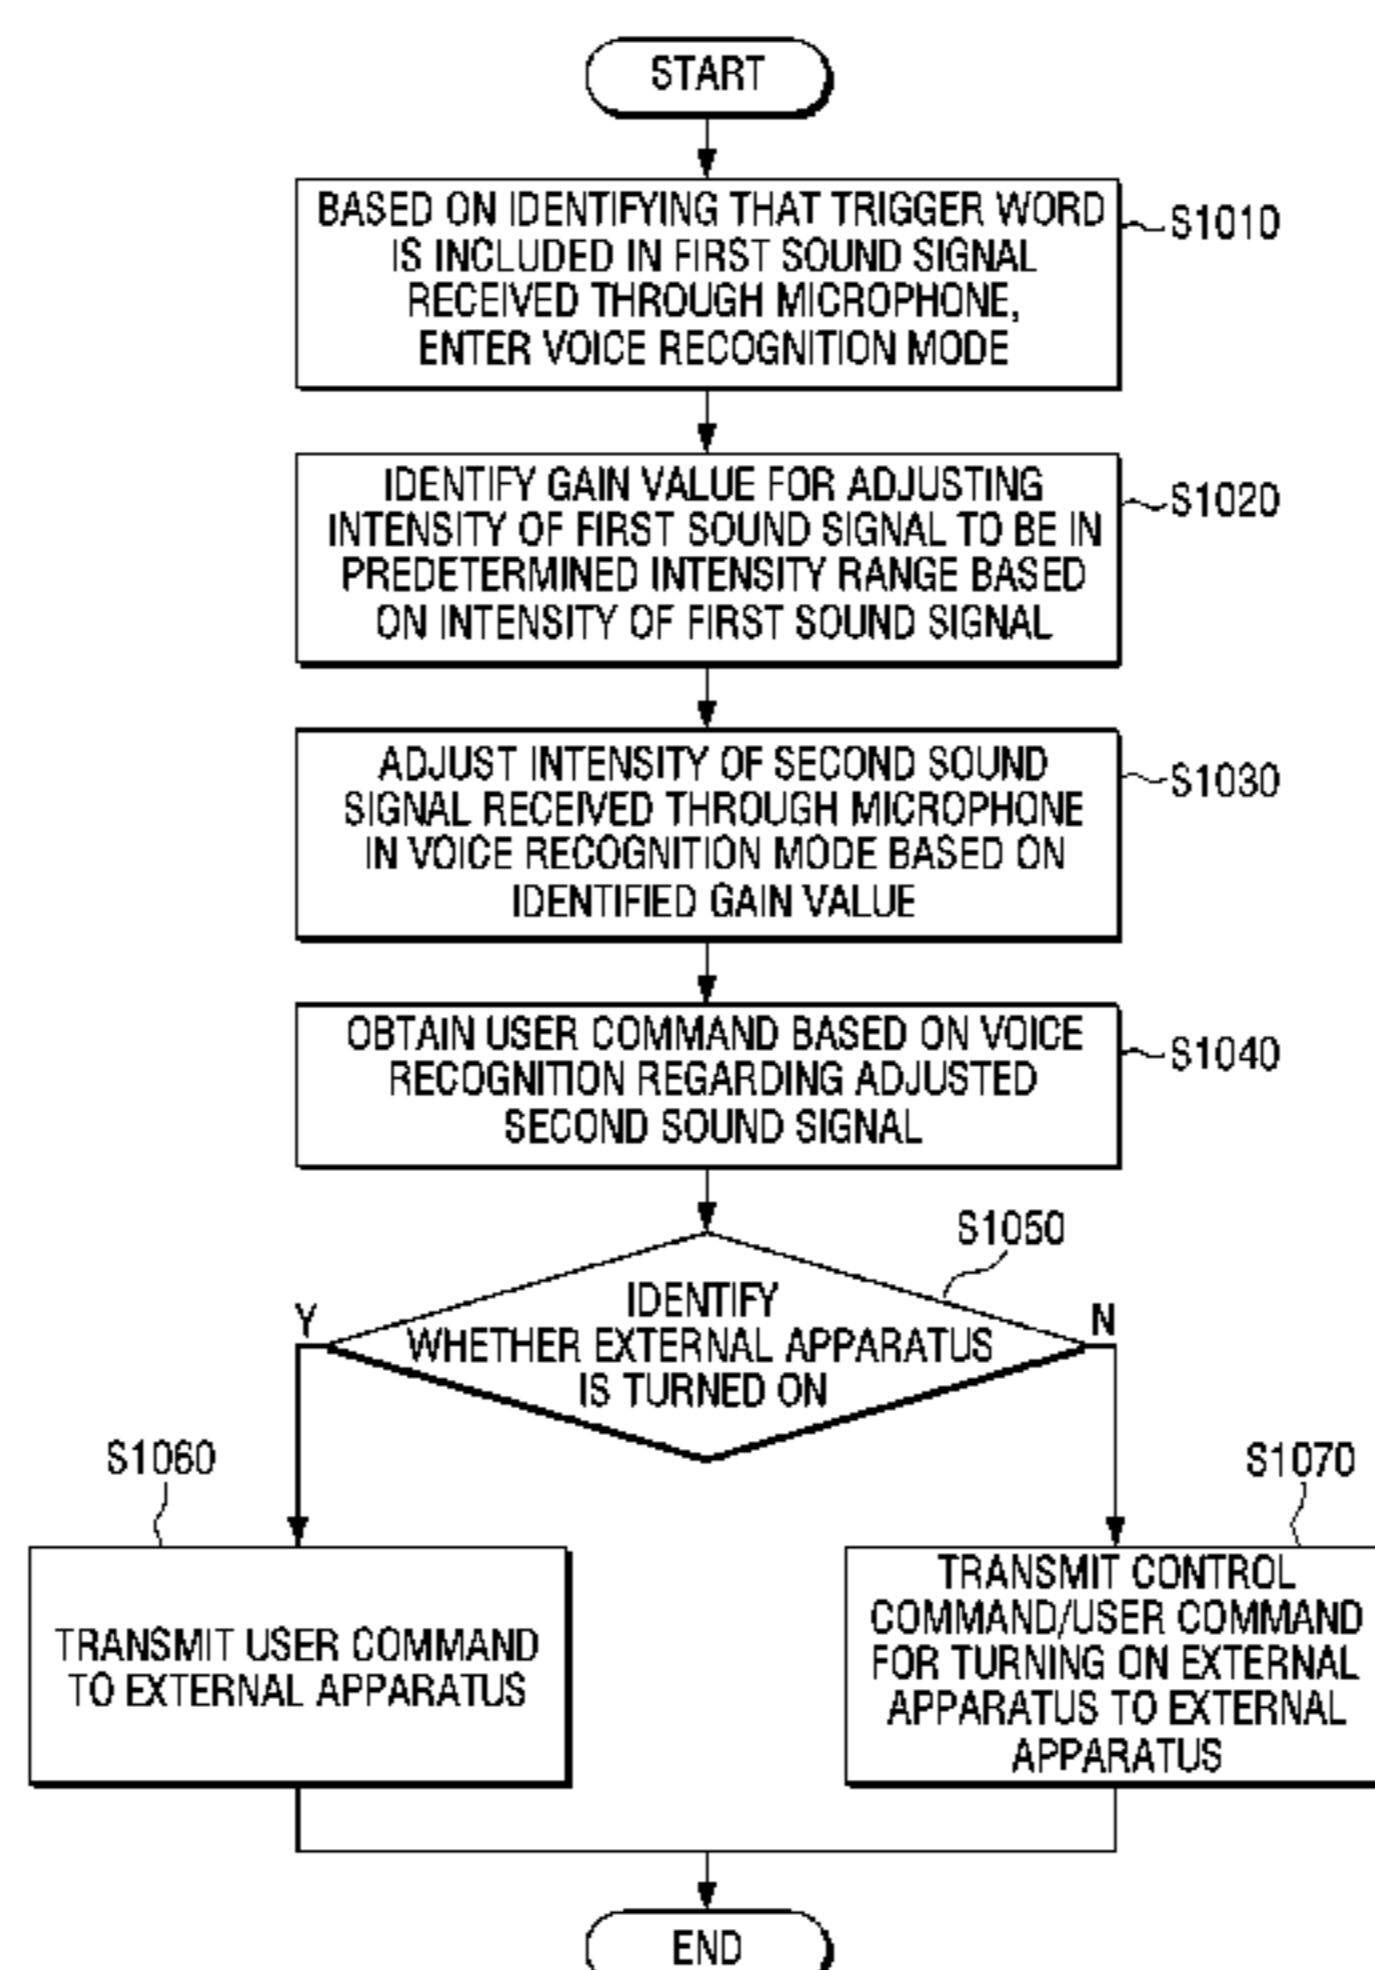 START
BASED ON IDENTIFYING THAT TRIGGER WORD
IS INCLUDED IN FIRST SOUND SIGNAL
RECEIVED THROUGH MICROPHONE,
ENTER VOICE RECOGNITION MODE
S1010
IDENTIFY GAIN VALUE FOR ADJUSTING
INTENSITY OF FIRST SOUND SIGNAL TO BE IN
PREDETERMINED INTENSITY RANGE BASED
ON INTENSITY OF FIRST SOUND SIGNAL
S1020
ADJUST INTENSITY OF SECOND SOUND
SIGNAL RECEIVED THROUGH MICROPHONE
IN VOICE RECOGNITION MODE BASED ON
IDENTIFIED GAIN VALUE
S1030
OBTAIN USER COMMAND BASED ON VOICE
RECOGNITION REGARDING ADJUSTED
SECOND SOUND SIGNAL
S1040
S1050
IDENTIFY
WHETHER EXTERNAL APPARATUS
IS TURNED ON
Y
N
S1060
TRANSMIT USER COMMAND
TO EXTERNAL APPARATUS
S1070
TRANSMIT CONTROL
COMMAND/USER COMMAND
FOR TURNING ON EXTERNAL
APPARATUS TO EXTERNAL
APPARATUS
END